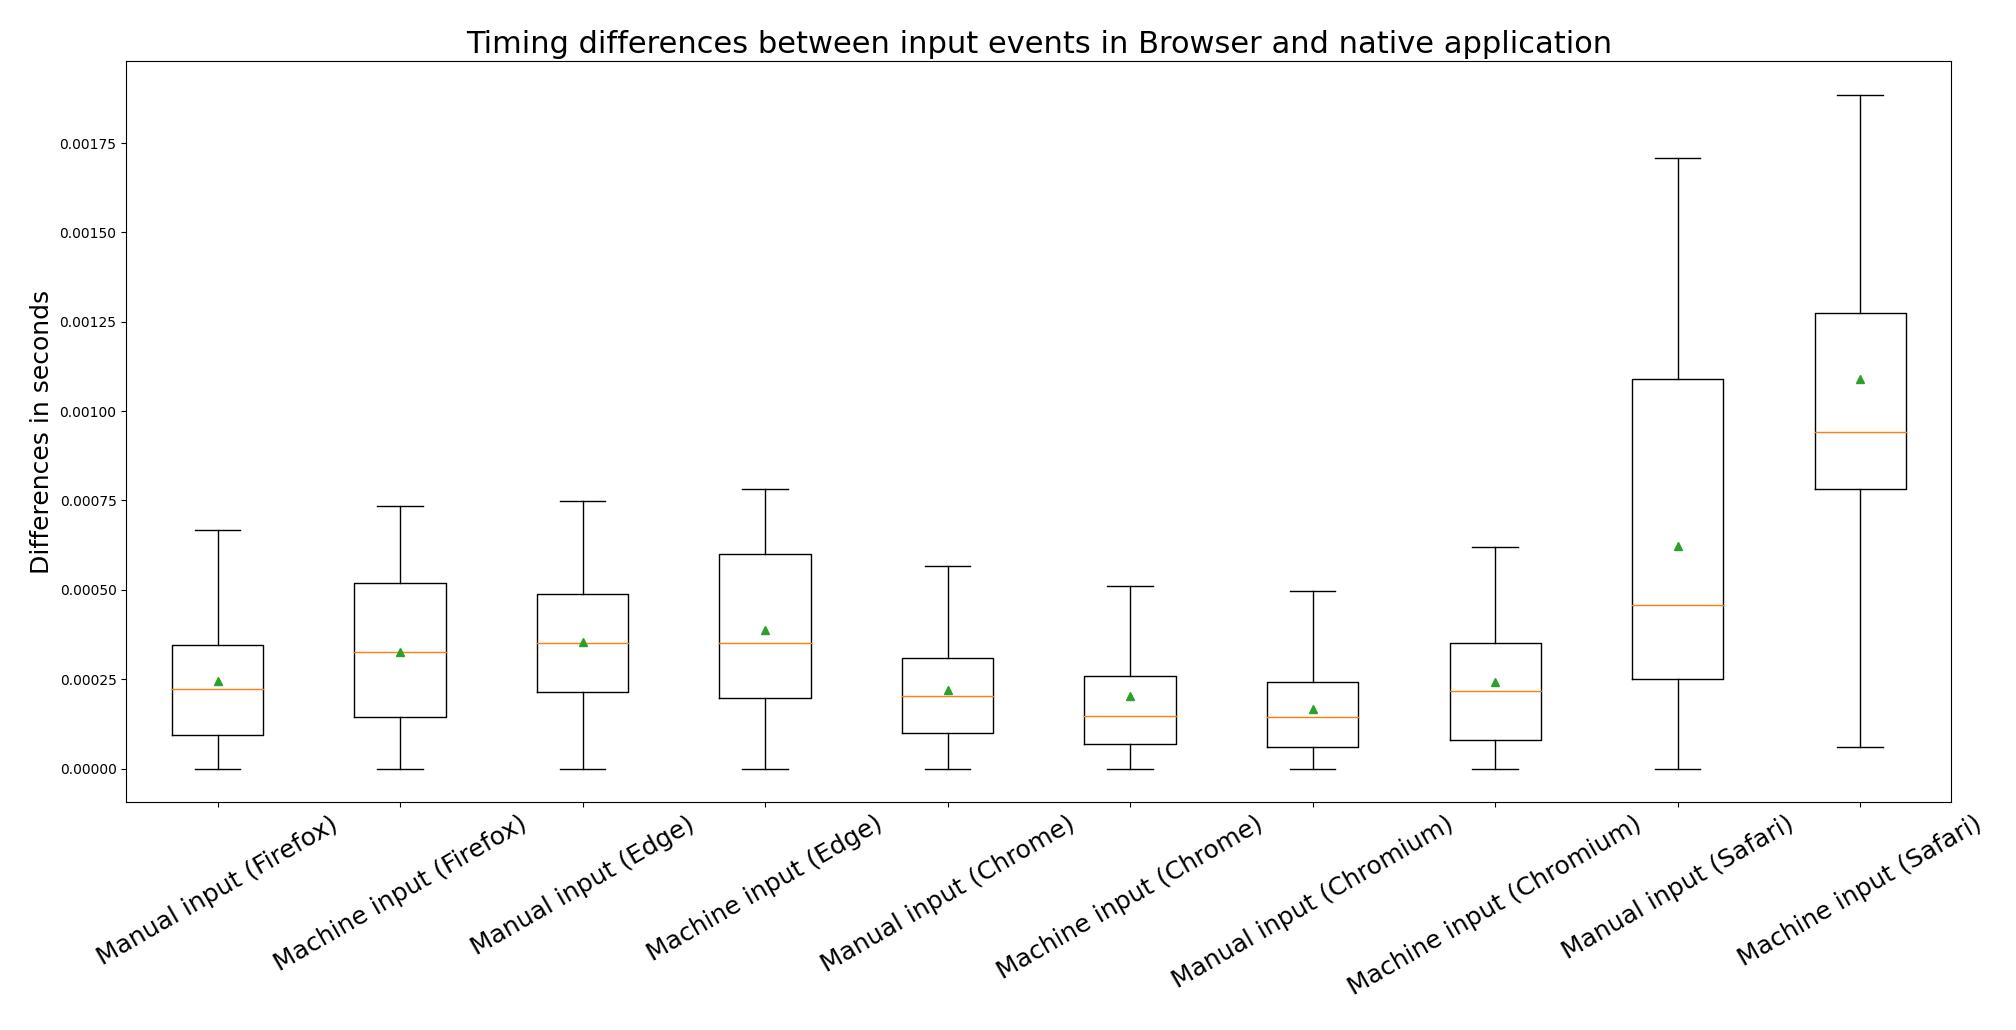 Timing differences between input events in Browser and native application
Differences in seconds
0.00175
0.00150
0.00125
0.00100
0.00075
0.00050
0.00025
0.00000
Manual input (Firefox)
Machine input (Firefox)
Manual input (Edge)
Machine input (Edge)
Manual input (Chrome)
Machine input (Chrome)
Manual input (Chromium)
Machine input (Chromium)
Manual input (Safari)
Machine input (Safari)